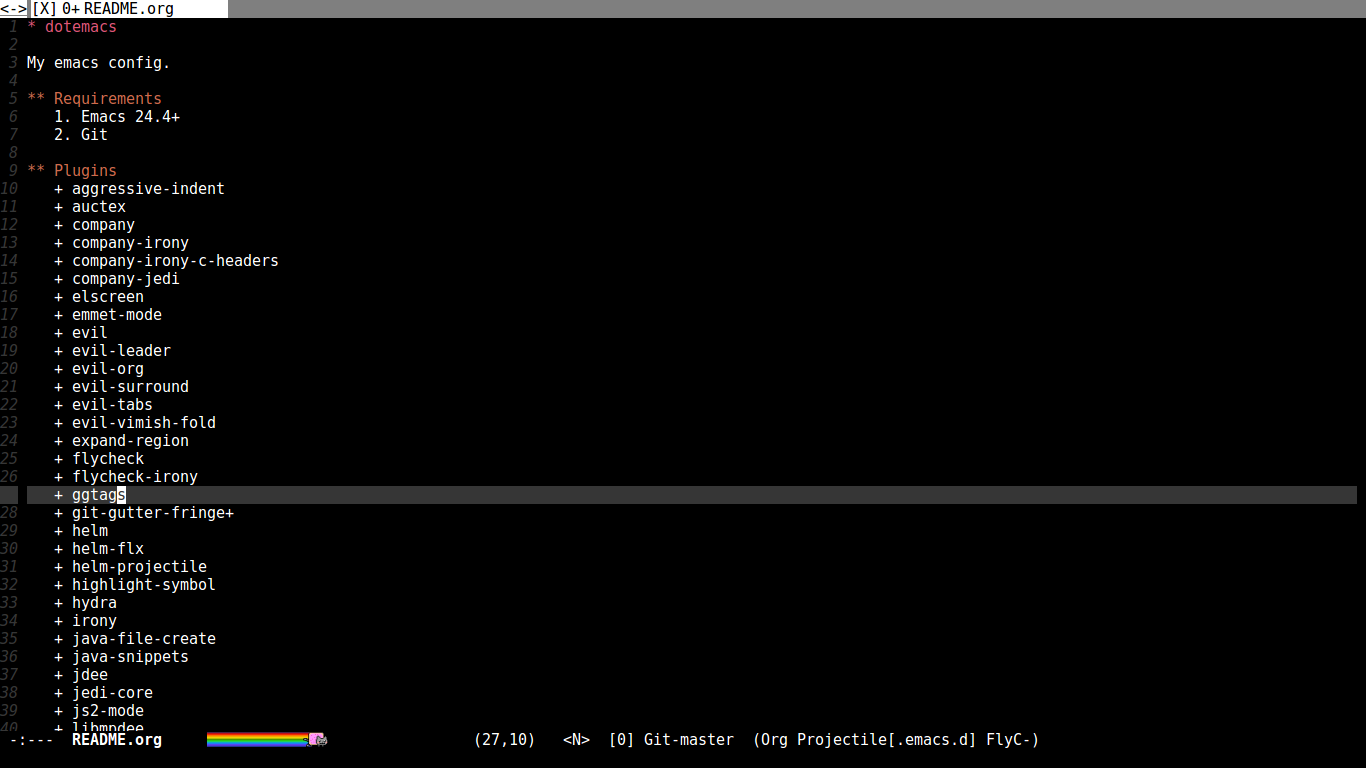 <->[X] 0+ README.org
1 * dotemacs
2
3 My emacs config.
4
5 ** Requirements
6 1. Emacs 24.4+
7 2. Git
8
9 ** Plugins
10 + aggressive-indent
11 + auctex
12 + company
13 + company-irony
14 + company-irony-c-headers
15 + company-jedi
16 + elscreen
17 + emmet-mode
18 + evil
19 + evil-leader
20 + evil-org
21 + evil-surround
22 + evil-tabs
23 + evil-vimish-fold
24 + expand-region
25 + flycheck
26 + flycheck-irony
+ ggtags
28 + git-gutter-fringe+
29 + helm
30 + helm-flx
31 + helm-projectile
32 + highlight-symbol
33 + hydra
34 + irony
35 + java-file-create
36 + java-snippets
37 + jdee
38 + jedi-core
39 + js2-mode
40 + libmpdee
-:--- README.org (27,10) <N> [0] Git-master (Org Projectile[.emacs.d] FlyC-)